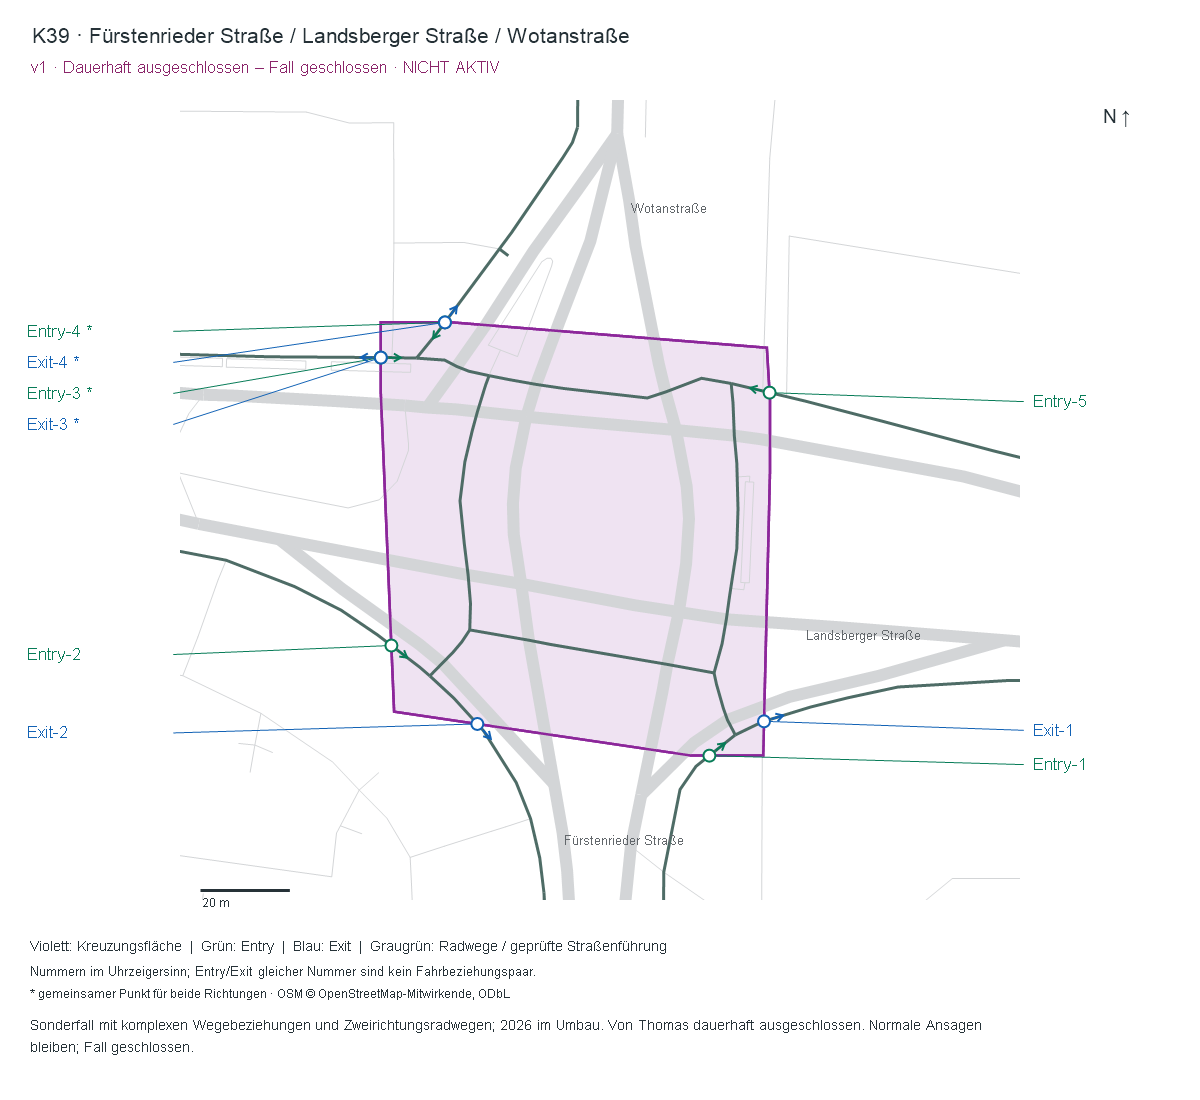 K39 · Fürstenrieder Straße / Landsberger Straße / Wotanstraße
v1 · Dauerhaft ausgeschlossen – Fall geschlossen · NICHT AKTIV
N ↑
Wotanstraße
Entry-4 *
Exit-4 *
Entry-3 *
Exit-3 *
Entry-5
Landsberger Straße
Entry-2
Exit-2
Exit-1
Entry-1
Fürstenrieder Straße
20 m
Violett: Kreuzungsfläche | Grün: Entry | Blau: Exit | Graugrün: Radwege / geprüfte Straßenführung
Nummern im Uhrzeigersinn; Entry/Exit gleicher Nummer sind kein Fahrbeziehungspaar.
* gemeinsamer Punkt für beide Richtungen · OSM © OpenStreetMap-Mitwirkende, ODbL
Sonderfall mit komplexen Wegebeziehungen und Zweirichtungsradwegen; 2026 im Umbau. Von Thomas dauerhaft ausgeschlossen. Normale Ansagen
bleiben; Fall geschlossen.